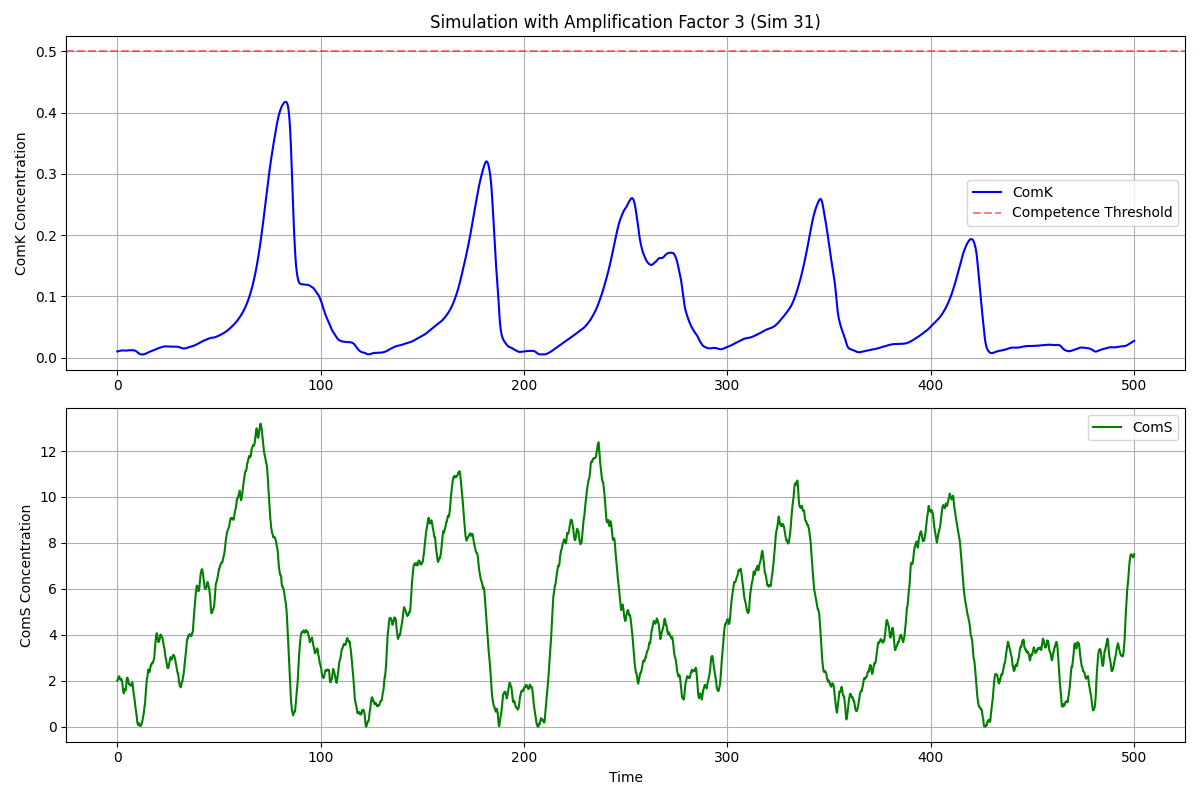 Simulation with Amplification Factor 3 (Sim 31)
ComK Concentration
0.5
0.4
0.3
0.2
0.1
0.0
ComK
Competence Threshold
0 100 200 300 400 500
ComS Concentration
12
10
8
6
4
2
0
ComS
0 100 200 300 400 500
Time